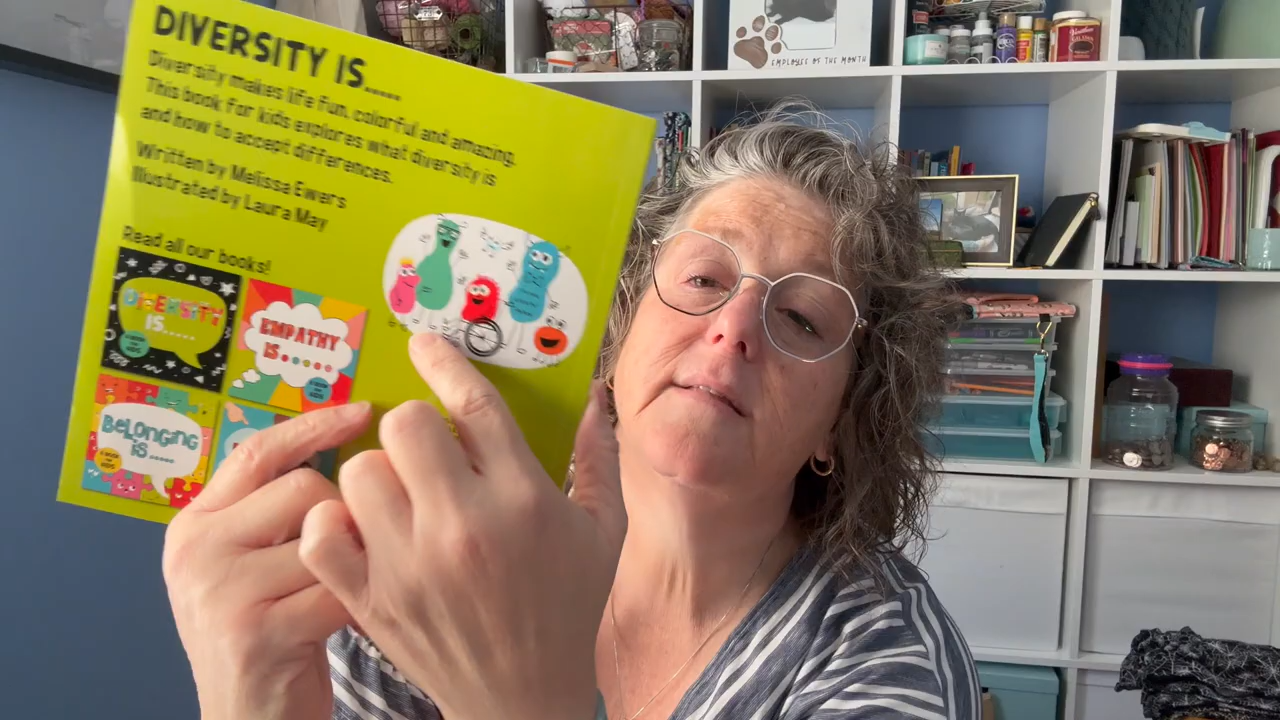 DIVERSITY IS.....
Diversity makes life fun, colorful and amazing.
This book for kids explores what diversity is
and how to accept differences.
Written by Melissa Ewers
Illustrated by Laura May
Read all our books!
DIVERSITY
IS.....
EMPATHY
IS.....
BELONGING
IS.....
EMPLOYEE OF THE MONTH